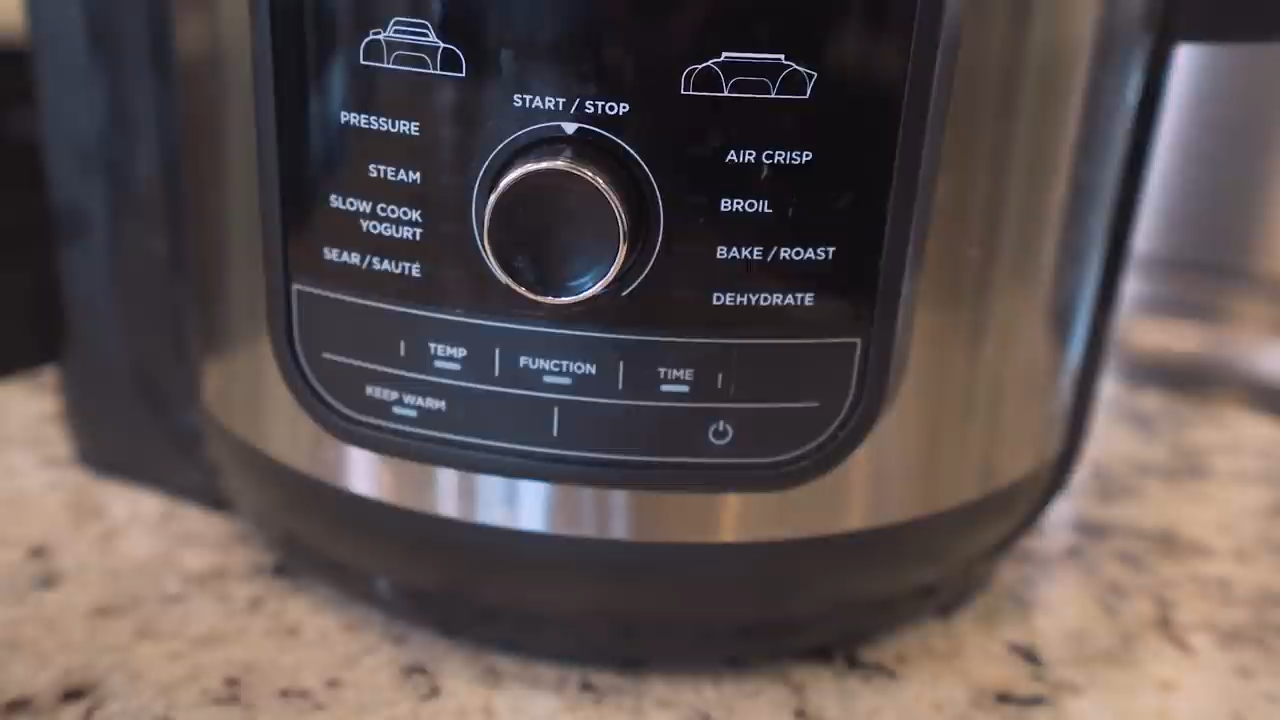 START / STOP
PRESSURE
STEAM
SLOW COOK
YOGURT
SEAR/SAUTÉ
AIR CRISP
BROIL
BAKE/ROAST
DEHYDRATE
TEMP
FUNCTION
TIME
KEEP WARM